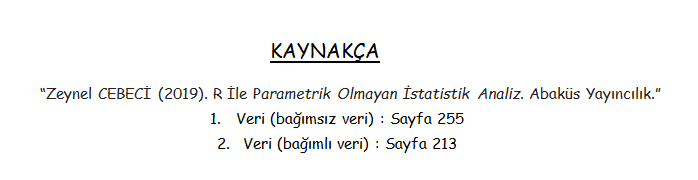 KAYNAKÇA
“Zeynel CEBECİ (2019). R İle Parametrik Olmayan İstatistik Analiz. Abaküs Yayıncılık.”
1. Veri (bağımsız veri) : Sayfa 255
2. Veri (bağımlı veri) : Sayfa 213